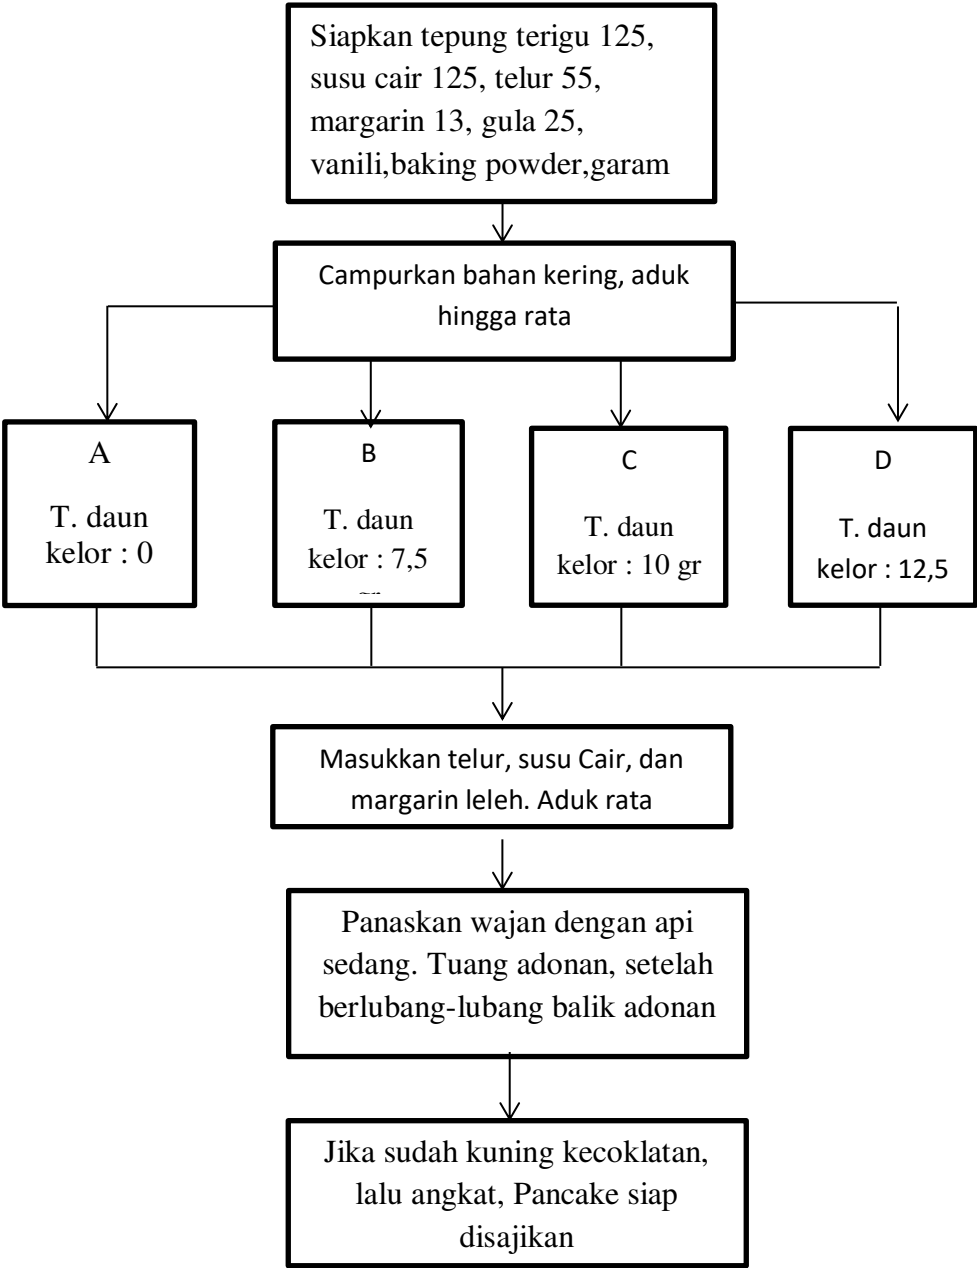 Siapkan tepung terigu 125,
susu cair 125, telur 55,
margarin 13, gula 25,
vanili,baking powder,garam
Campurkan bahan kering, aduk
hingga rata
A
T. daun
kelor : 0
B
T. daun
kelor : 7,5
C
T. daun
kelor : 10 gr
D
T. daun
kelor : 12,5
Masukkan telur, susu Cair, dan
margarin leleh. Aduk rata
Panaskan wajan dengan api
sedang. Tuang adonan, setelah
berlubang-lubang balik adonan
Jika sudah kuning kecoklatan,
lalu angkat, Pancake siap
disajikan